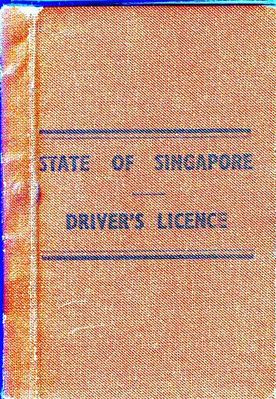 STATE OF SINGAPORE
DRIVER'S LICENCE